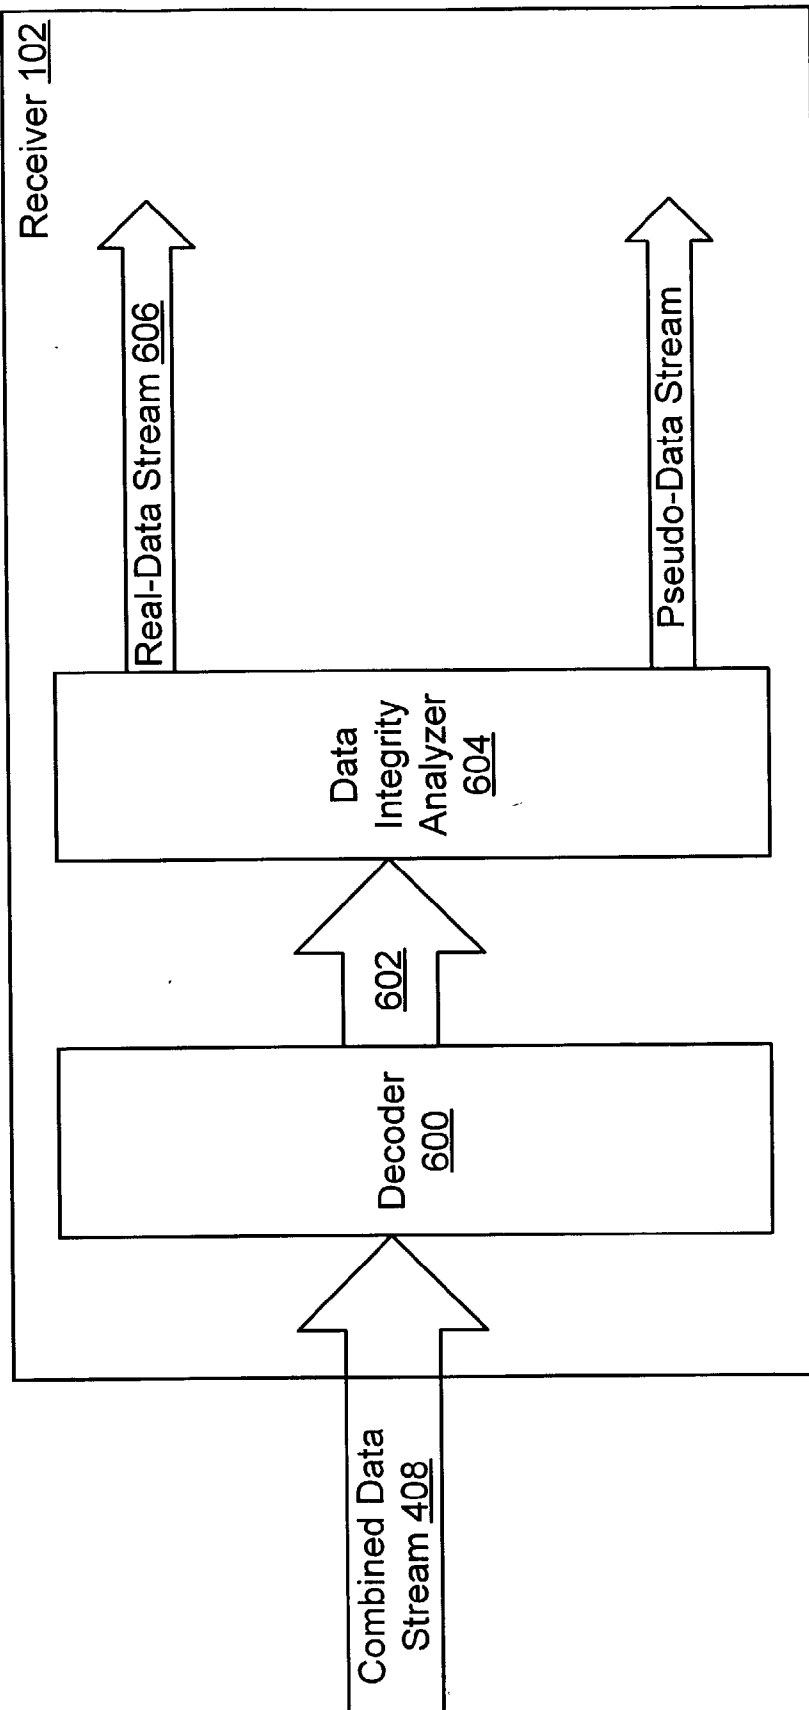 Receiver 102
Combined Data
Stream 408
Decoder
600
602
Data
Integrity
Analyzer
604
Real-Data Stream 606
Pseudo-Data Stream